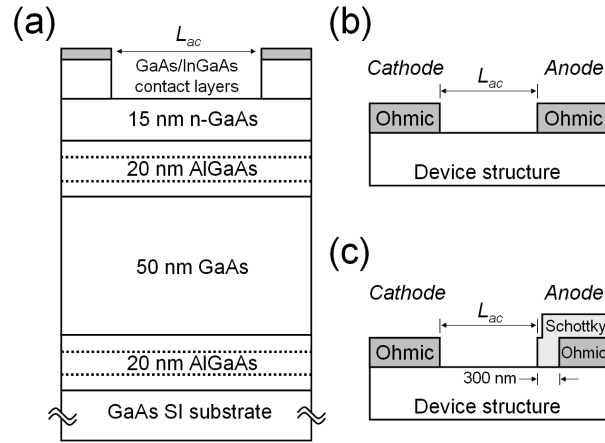 (a)
L_ac
GaAs/InGaAs
contact layers
15 nm n-GaAs
20 nm AlGaAs
50 nm GaAs
20 nm AlGaAs
GaAs SI substrate
(b)
Cathode
Anode
L_ac
Ohmic
Ohmic
Device structure
(c)
Cathode
Anode
L_ac
Schottky
Ohmic
Ohmic
300 nm
Device structure